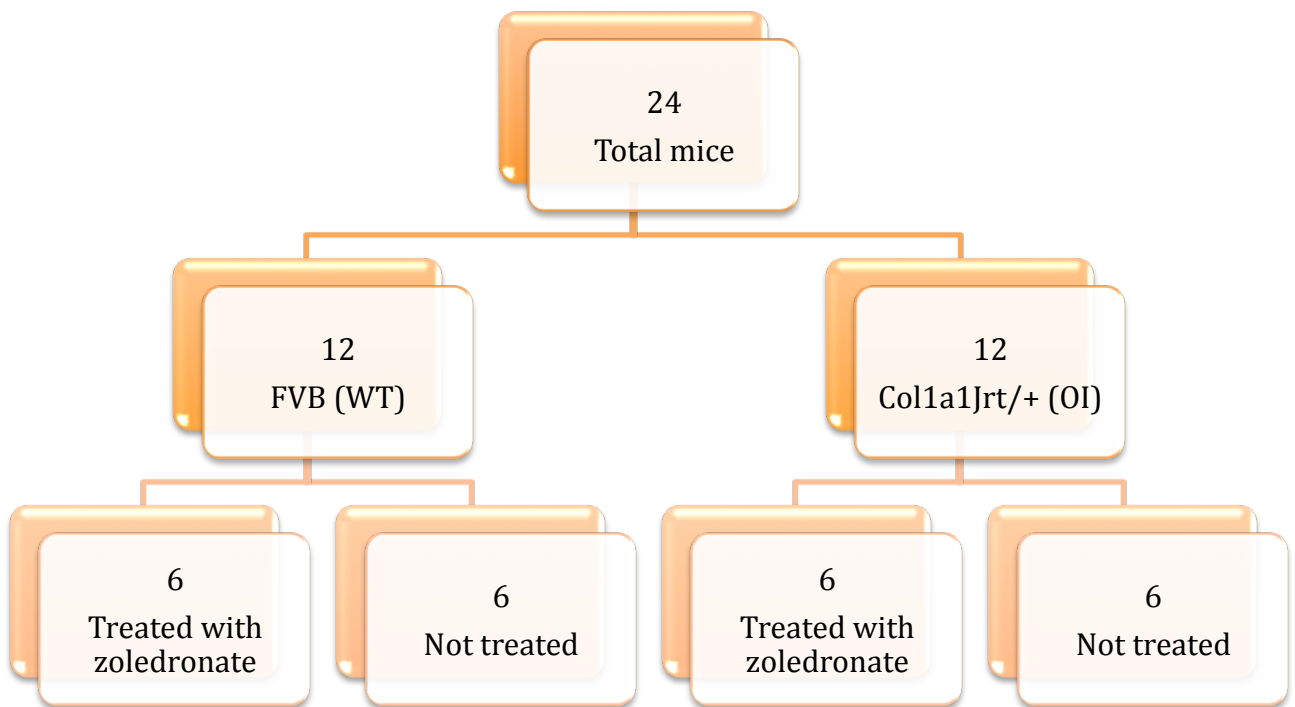 24
Total mice
12
FVB (WT)
12
Col1a1Jrt/+ (OI)
6
Treated with
zoledronate
6
Not treated
6
Treated with
zoledronate
6
Not treated